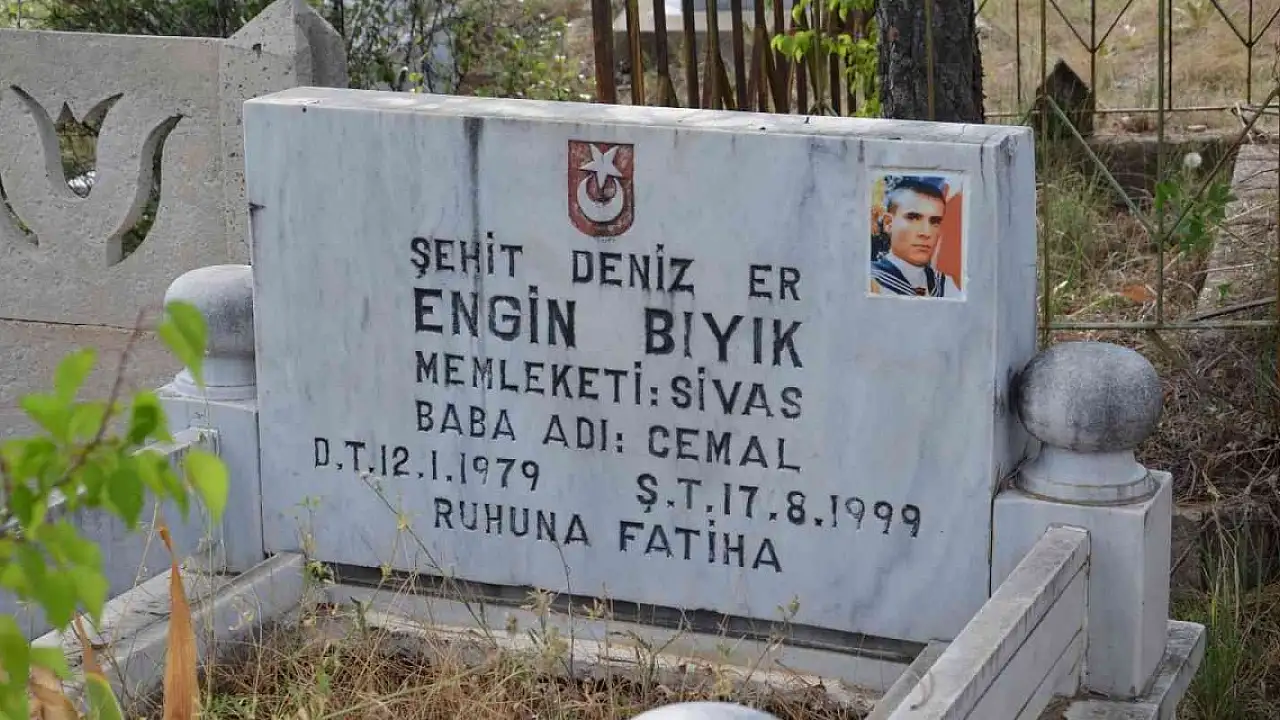 ŞEHİT DENİZ ER
ENGİN BIYIK
MEMLEKETİ: SİVAS
BABA ADI: CEMAL
D.T.12.1.1979 Ş.T.17.8.1999
RUHUNA FATİHA